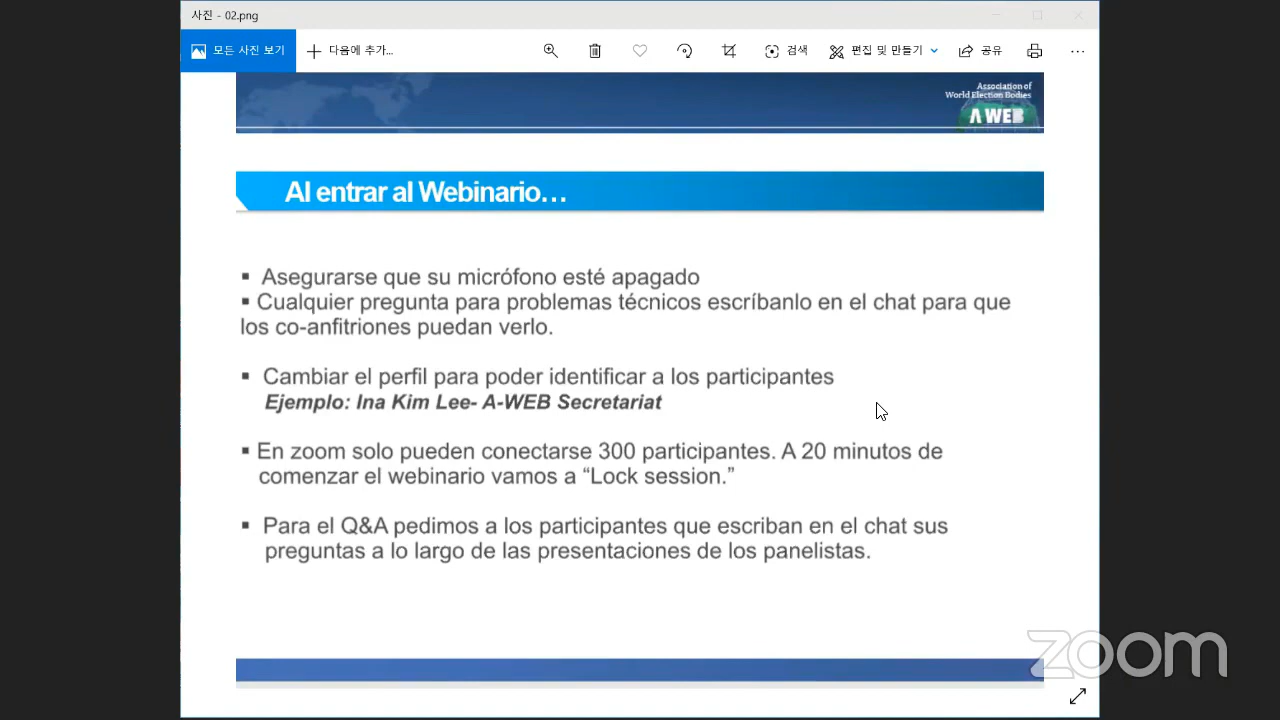 사진 - 02.png
모든 사진 보기
다음에 추가...
검색
편집 및 만들기
공유
Association of
World Election Bodies
A WEB
Al entrar al Webinario…
▪ Asegurarse que su micrófono esté apagado
▪ Cualquier pregunta para problemas técnicos escríbanlo en el chat para que
los co-anfitriones puedan verlo.
▪ Cambiar el perfil para poder identificar a los participantes
Ejemplo: Ina Kim Lee- A-WEB Secretariat
▪ En zoom solo pueden conectarse 300 participantes. A 20 minutos de
comenzar el webinario vamos a “Lock session.”
▪ Para el Q&A pedimos a los participantes que escriban en el chat sus
preguntas a lo largo de las presentaciones de los panelistas.
zoom